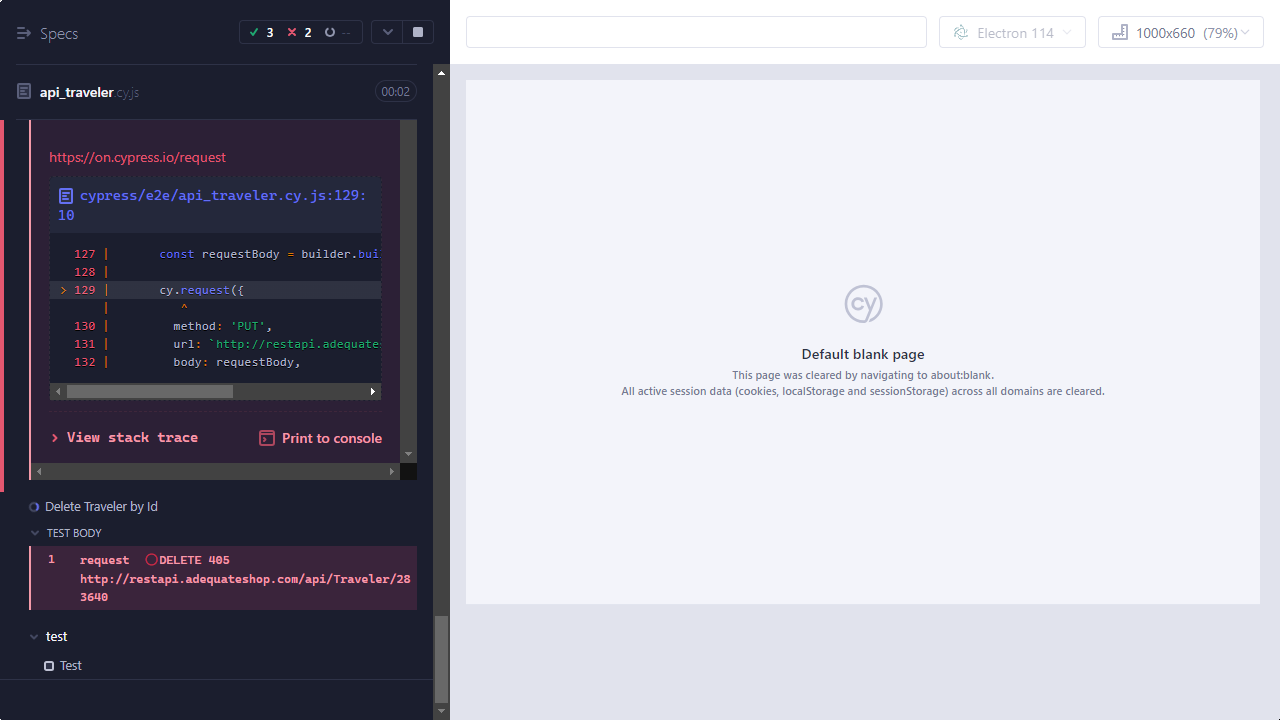 Specs
3 2 --
Electron 114
1000x660 (79%)
api_traveler.cy.js
00:02
https://on.cypress.io/request
cypress/e2e/api_traveler.cy.js:129:
10
127 | const requestBody = builder.buil
128 |
> 129 | cy.request({
| ^
130 | method: 'PUT',
131 | url: `http://restapi.adequate
132 | body: requestBody,
> View stack trace
Print to console
Delete Traveler by Id
TEST BODY
1 request DELETE 405
http://restapi.adequateshop.com/api/Traveler/28
3640
test
Test
cy
Default blank page
This page was cleared by navigating to about:blank.
All active session data (cookies, localStorage and sessionStorage) across all domains are cleared.